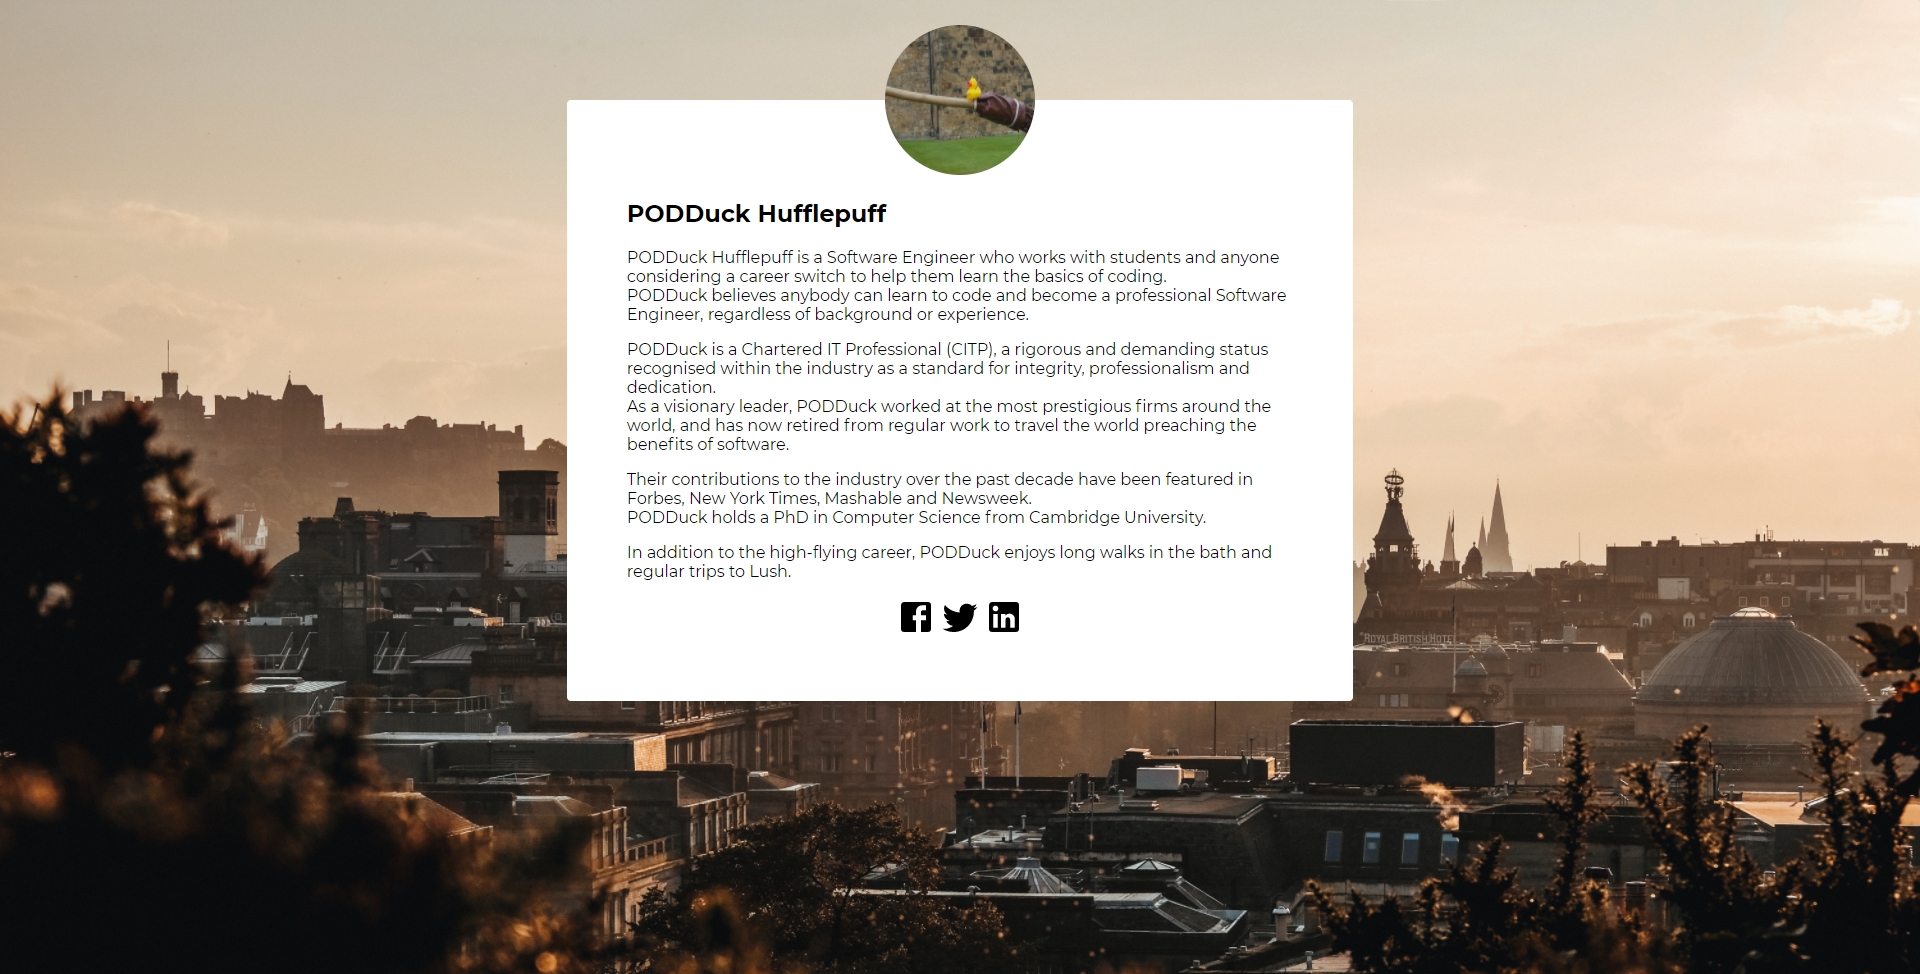 PODDuck Hufflepuff
PODDuck Hufflepuff is a Software Engineer who works with students and anyone
considering a career switch to help them learn the basics of coding.
PODDuck believes anybody can learn to code and become a professional Software
Engineer, regardless of background or experience.
PODDuck is a Chartered IT Professional (CITP), a rigorous and demanding status
recognised within the industry as a standard for integrity, professionalism and
dedication.
As a visionary leader, PODDuck worked at the most prestigious firms around the
world, and has now retired from regular work to travel the world preaching the
benefits of software.
Their contributions to the industry over the past decade have been featured in
Forbes, New York Times, Mashable and Newsweek.
PODDuck holds a PhD in Computer Science from Cambridge University.
In addition to the high-flying career, PODDuck enjoys long walks in the bath and
regular trips to Lush.
ROYAL BRITISH HOTEL